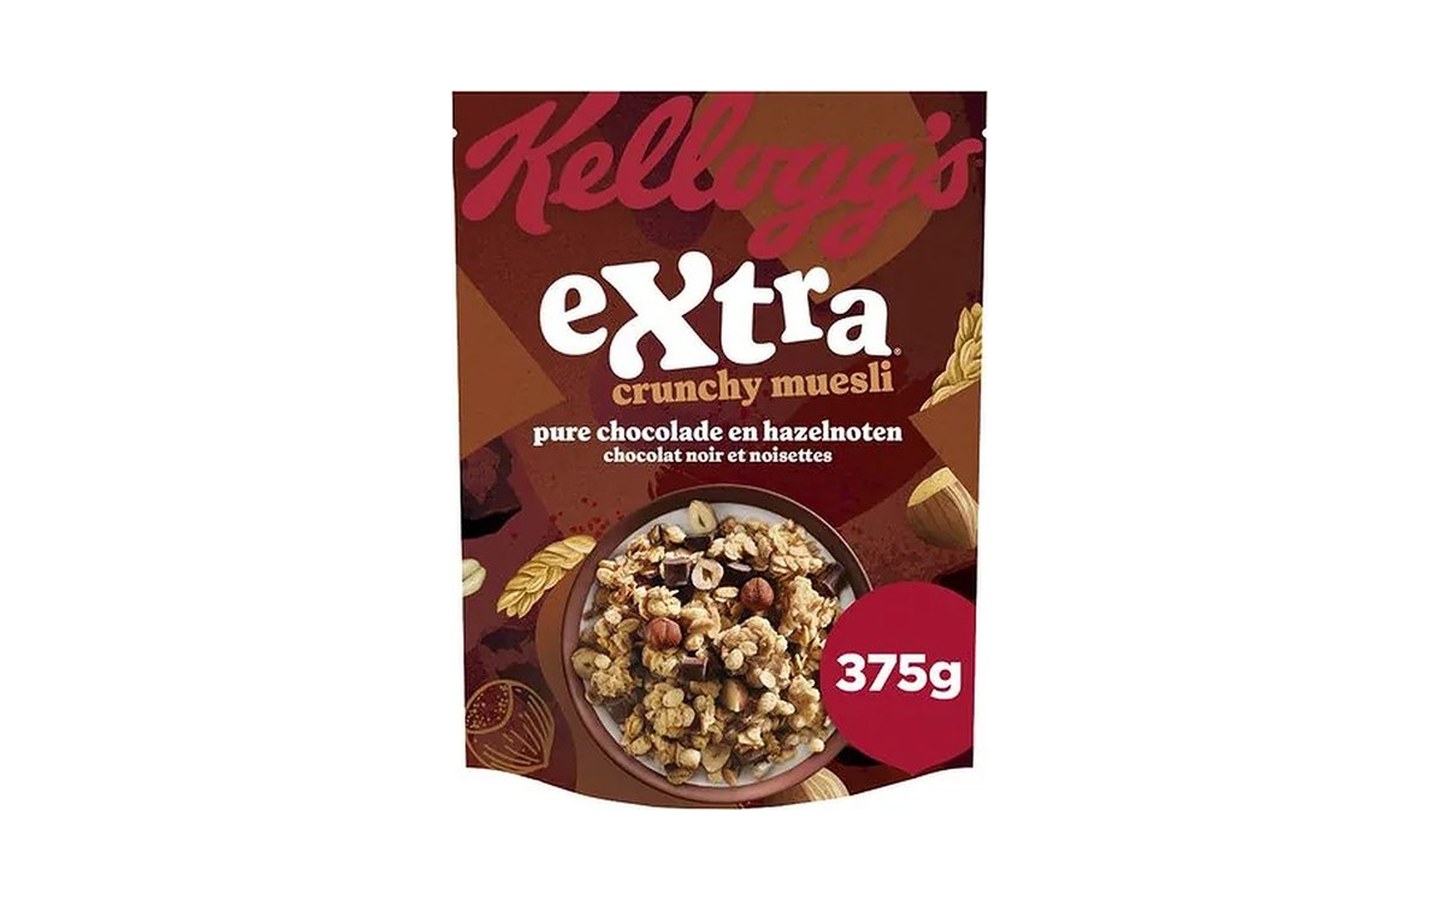 Kellogg's
extra®
crunchy muesli
pure chocolade en hazelnoten
chocolat noir et noisettes
375g